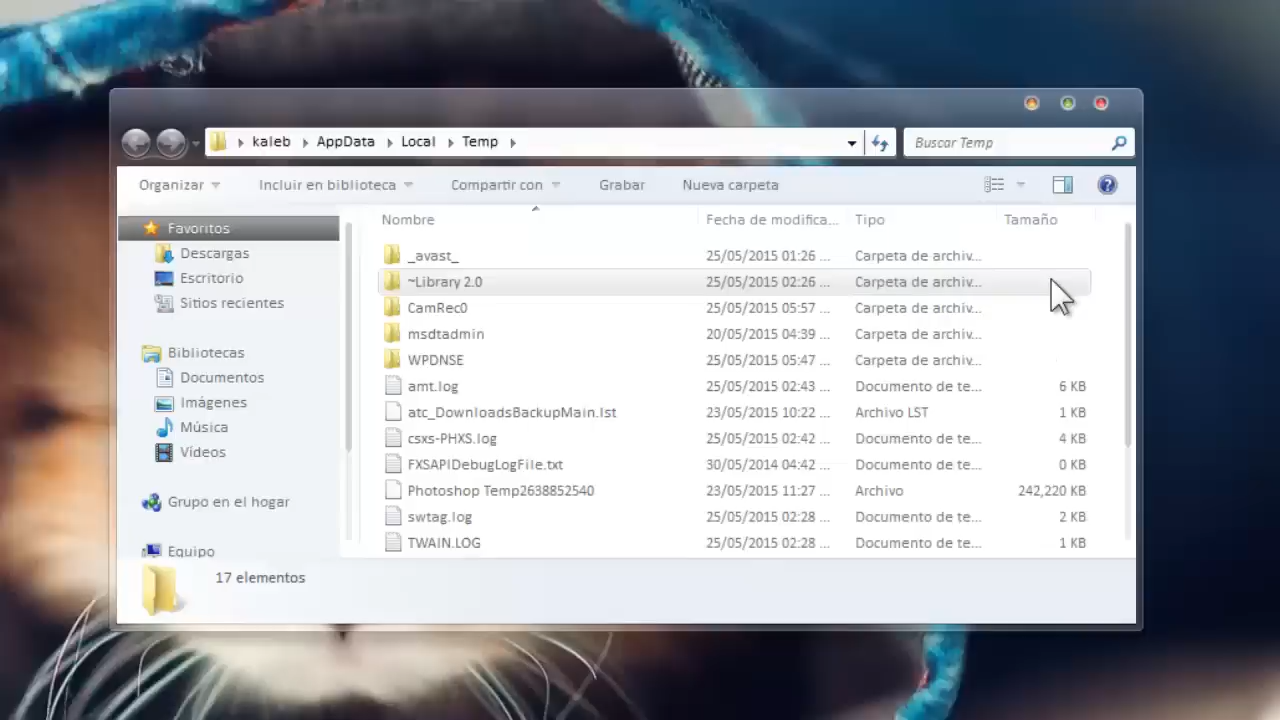 kaleb AppData Local Temp
Buscar Temp
Organizar Incluir en biblioteca Compartir con Grabar Nueva carpeta
Favoritos
Descargas
Escritorio
Sitios recientes
Bibliotecas
Documentos
Imágenes
Música
Vídeos
Grupo en el hogar
Equipo
Nombre Fecha de modifica... Tipo Tamaño
_avast_ 25/05/2015 01:26 ... Carpeta de archiv...
~Library 2.0 25/05/2015 02:26 ... Carpeta de archiv...
CamRec0 25/05/2015 05:57 ... Carpeta de archiv...
msdtadmin 20/05/2015 04:39 ... Carpeta de archiv...
WPDNSE 25/05/2015 05:47 ... Carpeta de archiv...
amt.log 25/05/2015 02:43 ... Documento de te... 6 KB
atc_DownloadsBackupMain.lst 23/05/2015 10:22 ... Archivo LST 1 KB
csxs-PHXS.log 25/05/2015 02:42 ... Documento de te... 4 KB
FXSAPIDebugLogFile.txt 30/05/2014 04:42 ... Documento de te... 0 KB
Photoshop Temp2638852540 23/05/2015 11:27 ... Archivo 242,220 KB
swtag.log 25/05/2015 02:28 ... Documento de te... 2 KB
TWAIN.LOG 25/05/2015 02:28 ... Documento de te... 1 KB
17 elementos